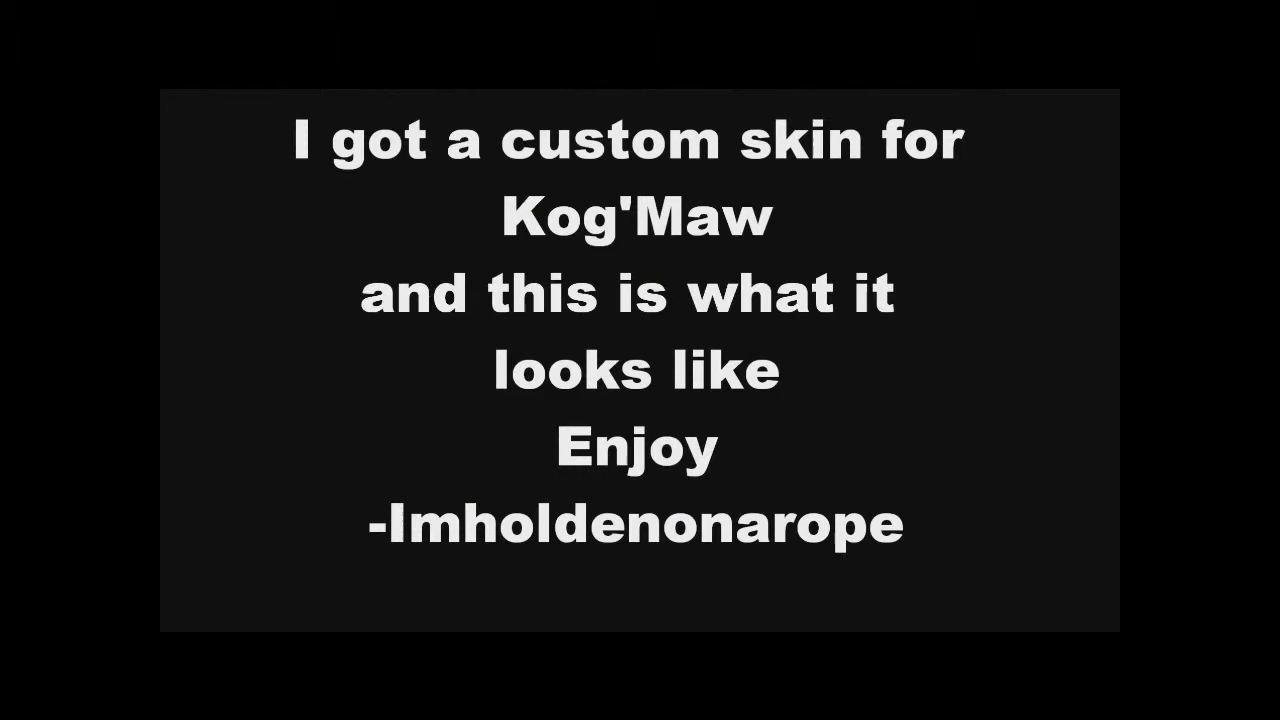 I got a custom skin for
Kog'Maw
and this is what it
looks like
Enjoy
-Imholdenonarope